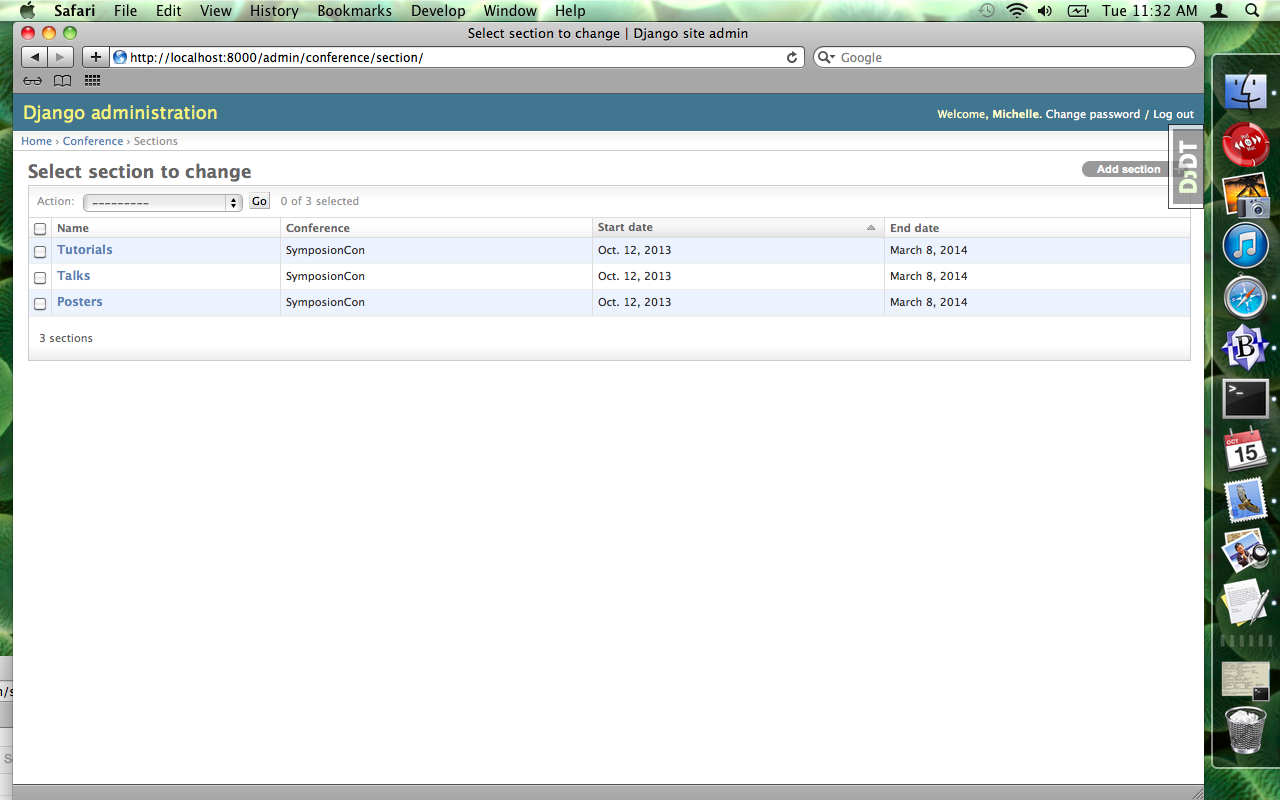 Safari File Edit View History Bookmarks Develop Window Help Tue 11:32 AM
Select section to change | Django site admin
http://localhost:8000/admin/conference/section/ Google
Django administration Welcome, Michelle. Change password / Log out
Home › Conference › Sections
Select section to change Add section
DjDT
Action: --------- Go 0 of 3 selected
Name Conference Start date End date
Tutorials SymposionCon Oct. 12, 2013 March 8, 2014
Talks SymposionCon Oct. 12, 2013 March 8, 2014
Posters SymposionCon Oct. 12, 2013 March 8, 2014
3 sections
B
>_
OCT
15